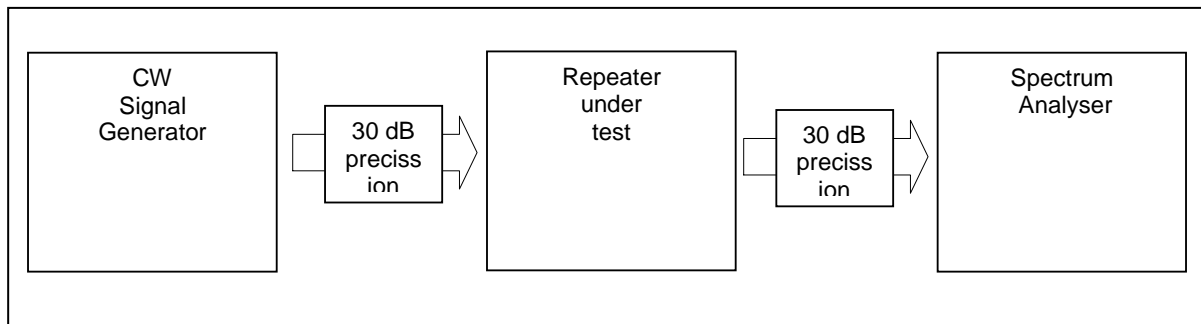 CW
Signal
Generator
30 dB
preciss
ion
Repeater
under
test
30 dB
preciss
ion
Spectrum
Analyser